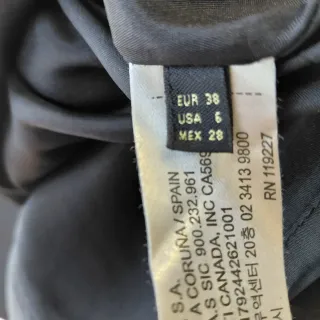 EUR 38
USA 6
MEX 28
S.A.
A CORUÑA / SPAIN
SIC 900.232.961
CANADA, INC CA569
1792442621001
20층 02 3413 9800
RN 119227